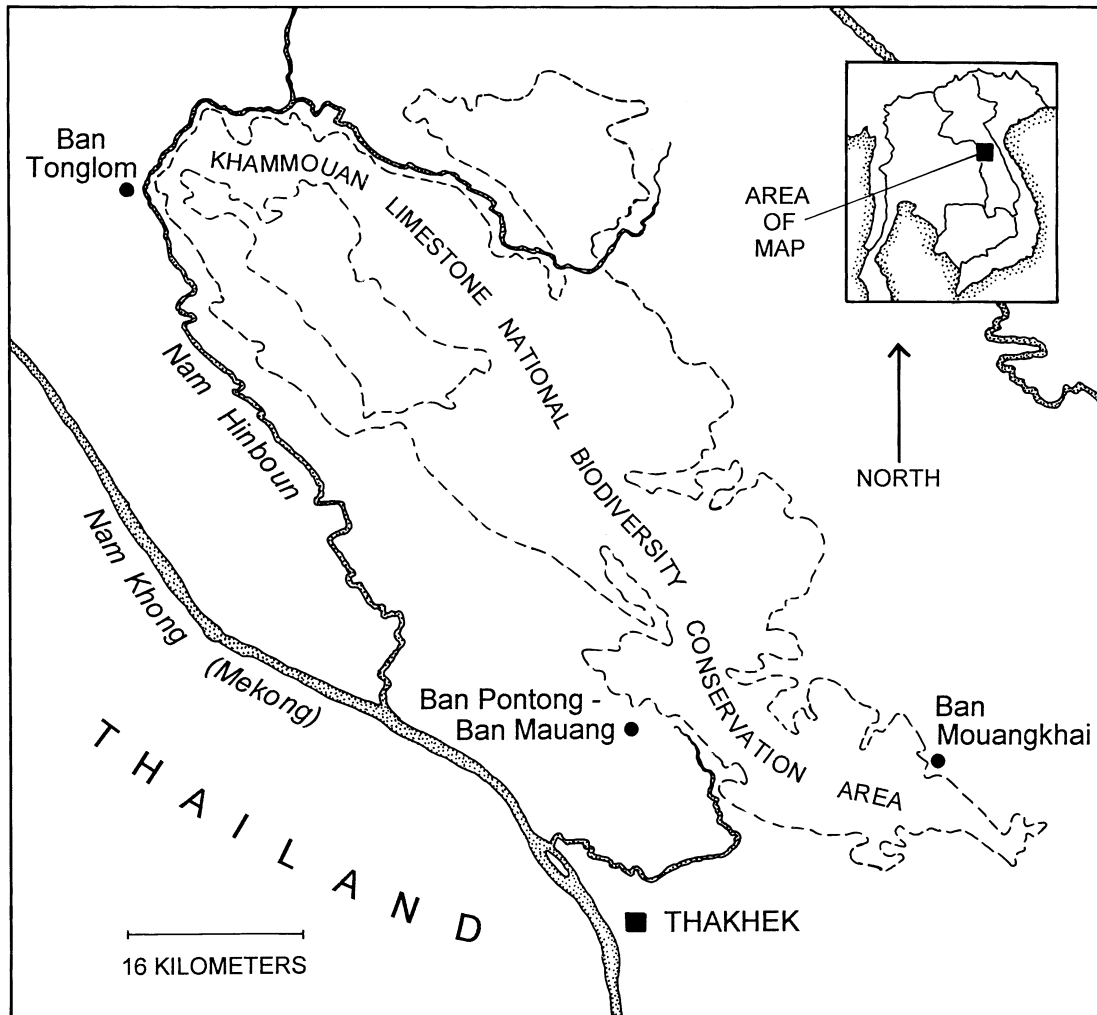 Ban
Tonglom
KHAMMOUAN LIMESTONE NATIONAL BIODIVERSITY CONSERVATION AREA
AREA
OF
MAP
NORTH
Nam Hinboun
Nam Khong (Mekong)
Ban Pontong -
Ban Mauang
Ban
Mouangkhai
THAILAND
THAKHEK
16 KILOMETERS